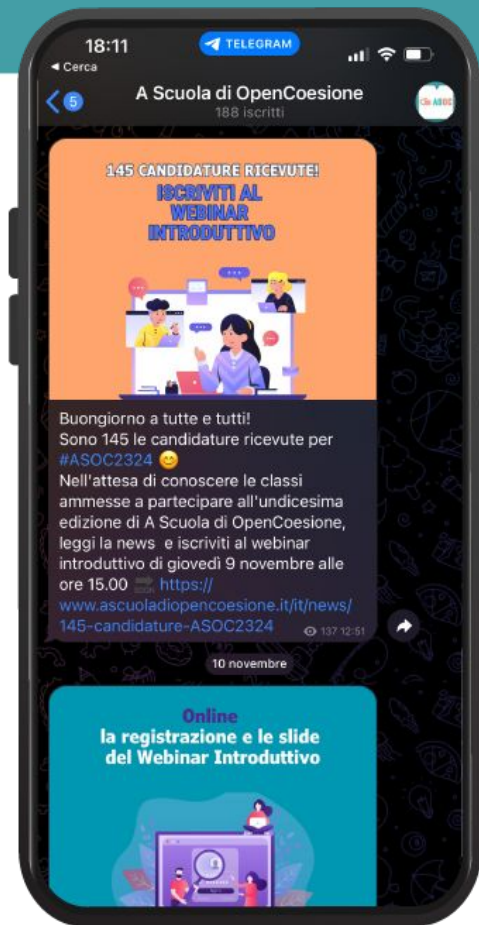 18:11
TELEGRAM
Cerca
5
A Scuola di OpenCoesione
188 iscritti
145 CANDIDATURE RICEVUTE!
ISCRIVITI AL
WEBINAR
INTRODUTTIVO
Buongiorno a tutte e tutti!
Sono 145 le candidature ricevute per
#ASOC2324 😊
Nell'attesa di conoscere le classi
ammesse a partecipare all'undicesima
edizione di A Scuola di OpenCoesione,
leggi la news e iscriviti al webinar
introduttivo di giovedì 9 novembre alle
ore 15.00 https://
www.ascuoladiopencoesione.it/it/news/
145-candidature-ASOC2324
137 12:51
10 novembre
Online
la registrazione e le slide
del Webinar Introduttivo